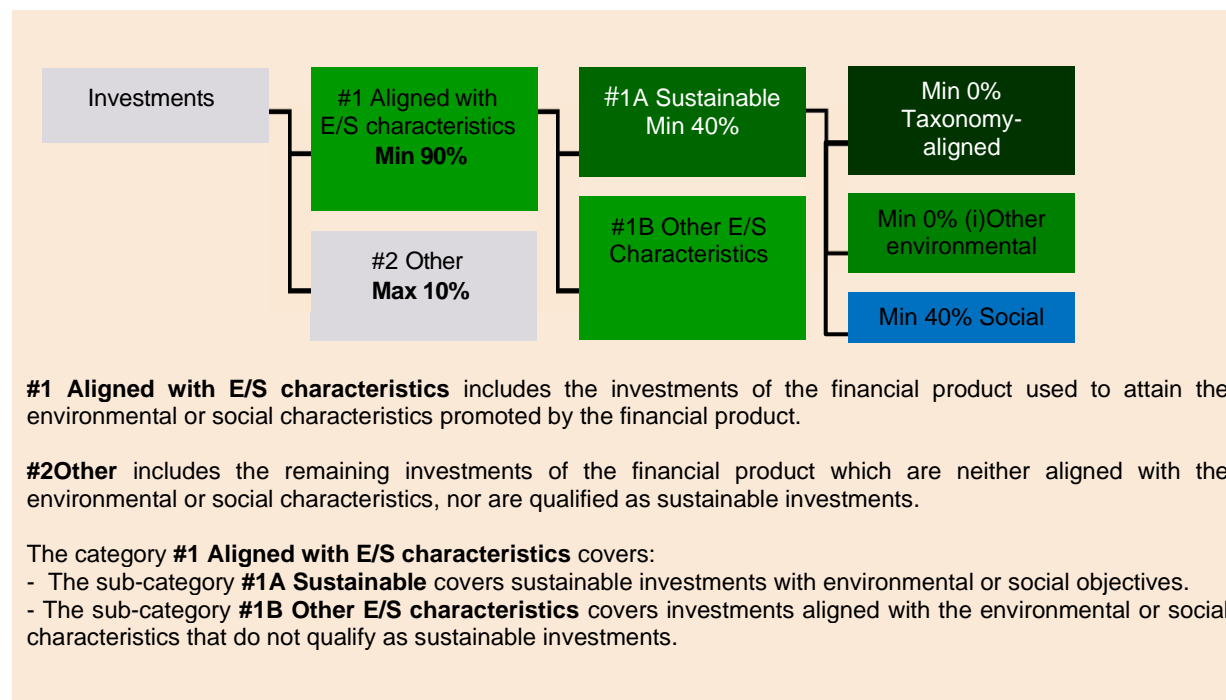 Investments
#1 Aligned with
E/S characteristics
Min 90%
#2 Other
Max 10%
#1A Sustainable
Min 40%
#1B Other E/S
Characteristics
Min 0%
Taxonomy-
aligned
Min 0% (i)Other
environmental
Min 40% Social
#1 Aligned with E/S characteristics includes the investments of the financial product used to attain the
environmental or social characteristics promoted by the financial product.
#2Other includes the remaining investments of the financial product which are neither aligned with the
environmental or social characteristics, nor are qualified as sustainable investments.
The category #1 Aligned with E/S characteristics covers:
- The sub-category #1A Sustainable covers sustainable investments with environmental or social objectives.
- The sub-category #1B Other E/S characteristics covers investments aligned with the environmental or social
characteristics that do not qualify as sustainable investments.